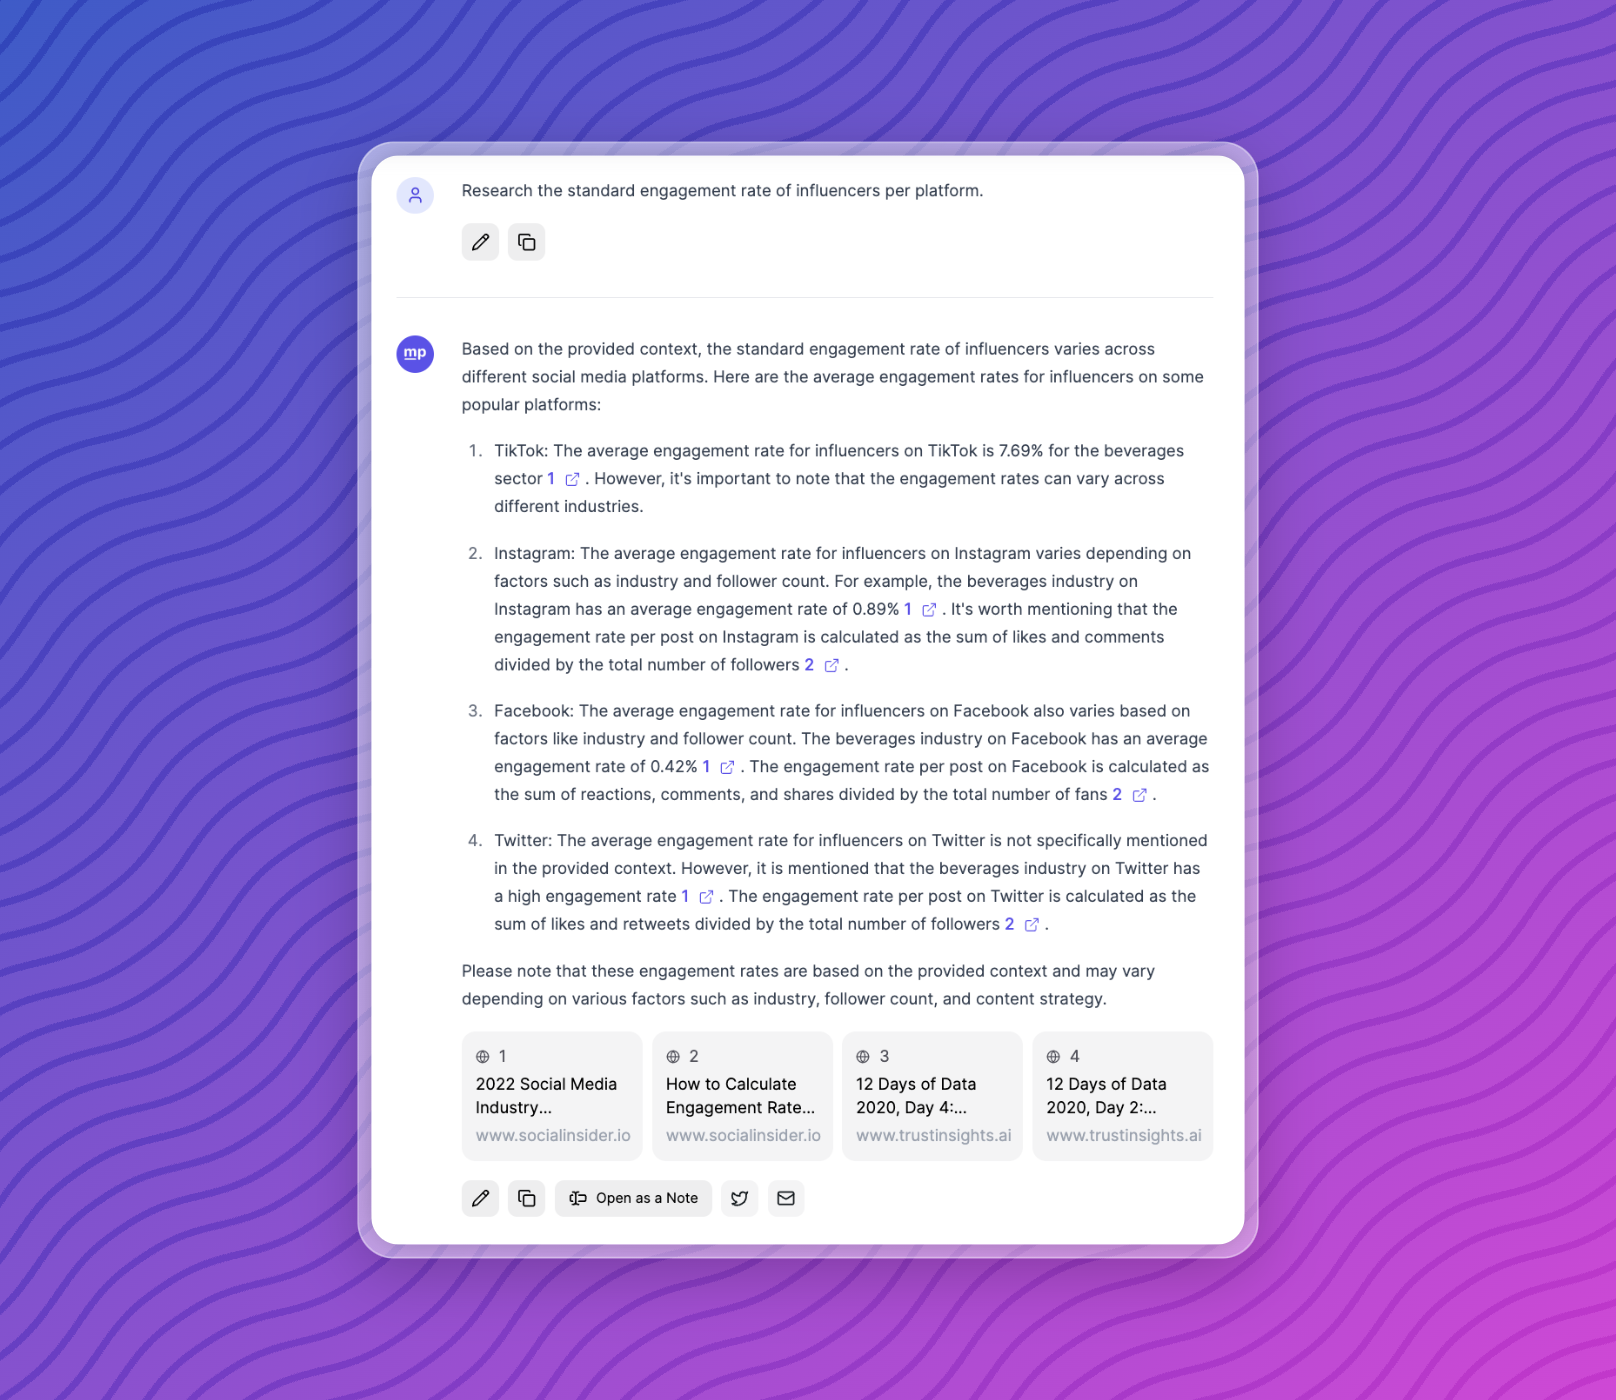 Research the standard engagement rate of influencers per platform.
mp
Based on the provided context, the standard engagement rate of influencers varies across
different social media platforms. Here are the average engagement rates for influencers on some
popular platforms:
1. TikTok: The average engagement rate for influencers on TikTok is 7.69% for the beverages
sector 1 . However, it's important to note that the engagement rates can vary across
different industries.
2. Instagram: The average engagement rate for influencers on Instagram varies depending on
factors such as industry and follower count. For example, the beverages industry on
Instagram has an average engagement rate of 0.89% 1 . It's worth mentioning that the
engagement rate per post on Instagram is calculated as the sum of likes and comments
divided by the total number of followers 2 .
3. Facebook: The average engagement rate for influencers on Facebook also varies based on
factors like industry and follower count. The beverages industry on Facebook has an average
engagement rate of 0.42% 1 . The engagement rate per post on Facebook is calculated as
the sum of reactions, comments, and shares divided by the total number of fans 2 .
4. Twitter: The average engagement rate for influencers on Twitter is not specifically mentioned
in the provided context. However, it is mentioned that the beverages industry on Twitter has
a high engagement rate 1 . The engagement rate per post on Twitter is calculated as the
sum of likes and retweets divided by the total number of followers 2 .
Please note that these engagement rates are based on the provided context and may vary
depending on various factors such as industry, follower count, and content strategy.
1
2022 Social Media
Industry...
www.socialinsider.io
2
How to Calculate
Engagement Rate...
www.socialinsider.io
3
12 Days of Data
2020, Day 4:...
www.trustinsights.ai
4
12 Days of Data
2020, Day 2:...
www.trustinsights.ai
Open as a Note